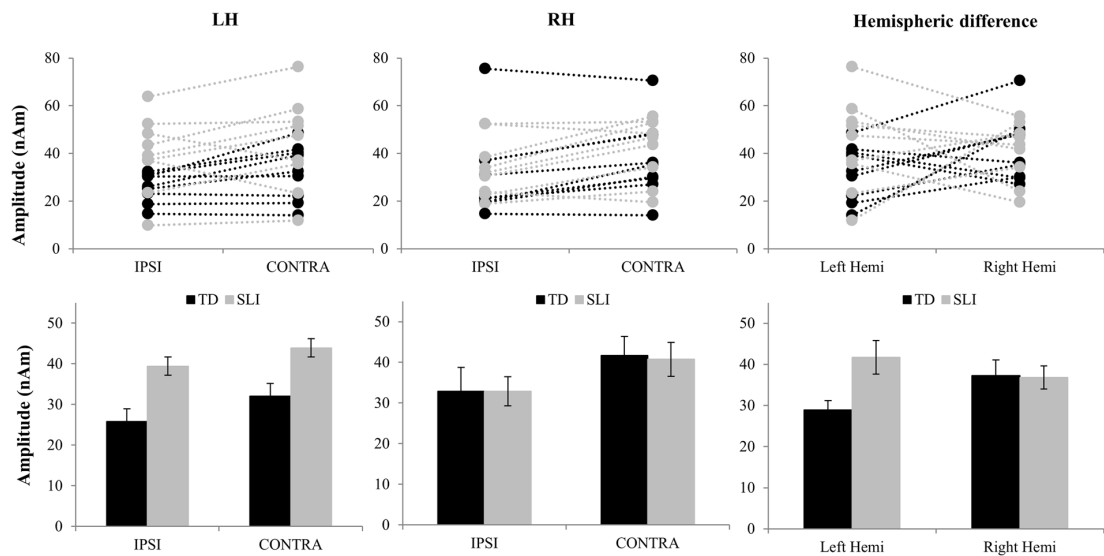 LH
RH
Hemispheric difference
Amplitude (nAm)
80
60
40
20
0
IPSI
CONTRA
80
60
40
20
0
IPSI
CONTRA
80
60
40
20
0
Left Hemi
Right Hemi
Amplitude (nAm)
TD
SLI
50
40
30
20
10
0
IPSI
CONTRA
TD
SLI
50
40
30
20
10
0
IPSI
CONTRA
TD
SLI
50
40
30
20
10
0
Left Hemi
Right Hemi